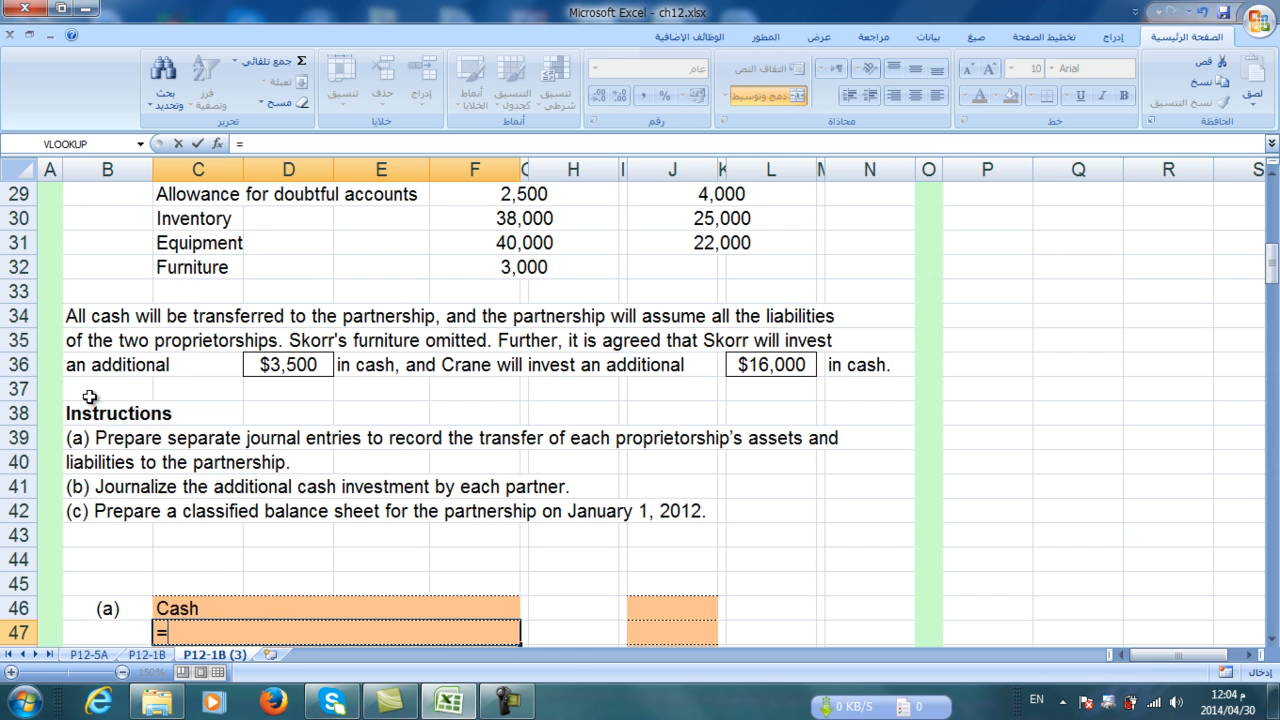 Microsoft Excel - ch12.xlsx
الصفحة الرئيسية إدراج تخطيط الصفحة صيغ بيانات مراجعة عرض المطور الوظائف الإضافية
لصق
قص
نسخ
نسخ التنسيق
الحافظة
Arial 10
B I U A
خط
التفاف النص
دمج وتوسيط
محاذاة
عام
رقم
تنسيق شرطي
التنسيق كجدول
أنماط الخلايا
أنماط
إدراج حذف تنسيق
خلايا
جمع تلقائي
تعبئة
مسح
فرز وتصفية
بحث وتحديد
تحرير
VLOOKUP =
A B C D E F G H I J K L M N O P Q R S
29 Allowance for doubtful accounts 2,500 4,000
30 Inventory 38,000 25,000
31 Equipment 40,000 22,000
32 Furniture 3,000
33
34 All cash will be transferred to the partnership, and the partnership will assume all the liabilities
35 of the two proprietorships. Skorr's furniture omitted. Further, it is agreed that Skorr will invest
36 an additional $3,500 in cash, and Crane will invest an additional $16,000 in cash.
37
38 Instructions
39 (a) Prepare separate journal entries to record the transfer of each proprietorship’s assets and
40 liabilities to the partnership.
41 (b) Journalize the additional cash investment by each partner.
42 (c) Prepare a classified balance sheet for the partnership on January 1, 2012.
43
44
45
46 (a) Cash
47 =
P12-5A P12-1B P12-1B (3)
150%
إدخال
0 KB/S 0
EN
12:04 م
2014/04/30